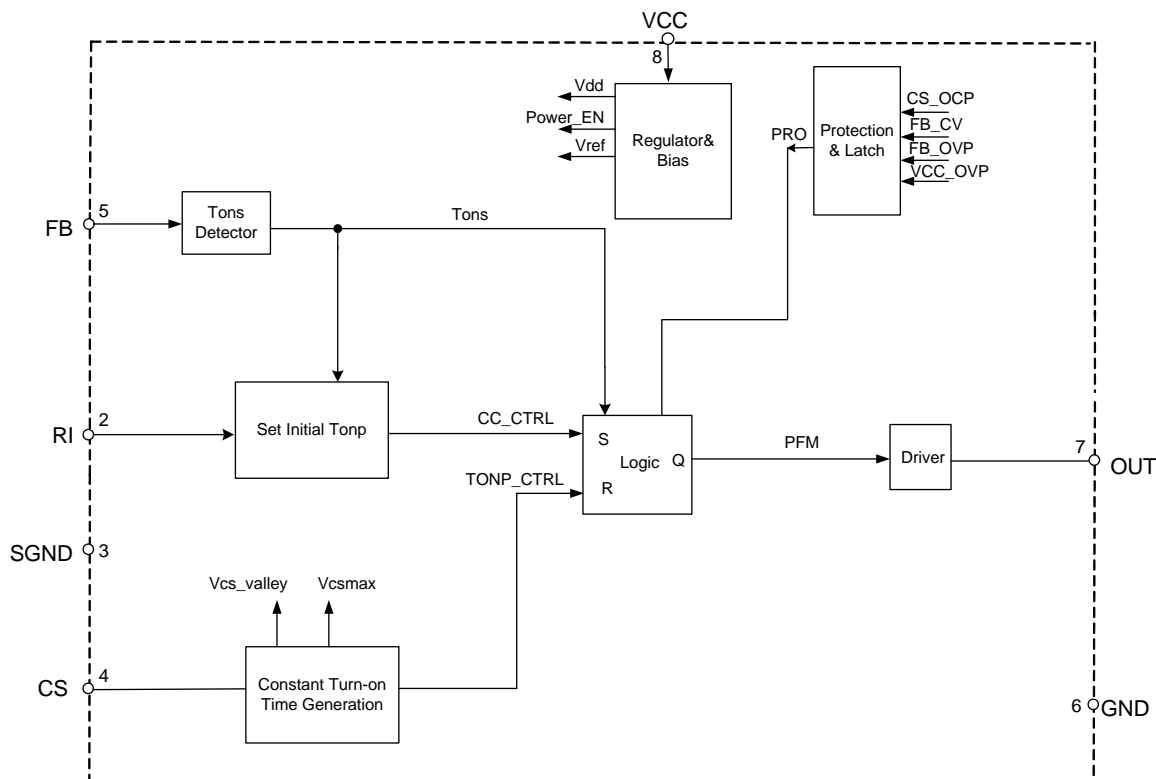 VCC
8
Vdd
Power_EN
Vref
Regulator&
Bias
PRO
Protection
& Latch
CS_OCP
FB_CV
FB_OVP
VCC_OVP
FB
5
Tons
Detector
Tons
RI
2
Set Initial Tonp
CC_CTRL
TONP_CTRL
S
Logic
Q
R
PFM
Driver
7
OUT
SGND
3
Vcs_valley
Vcsmax
CS
4
Constant Turn-on
Time Generation
6
GND